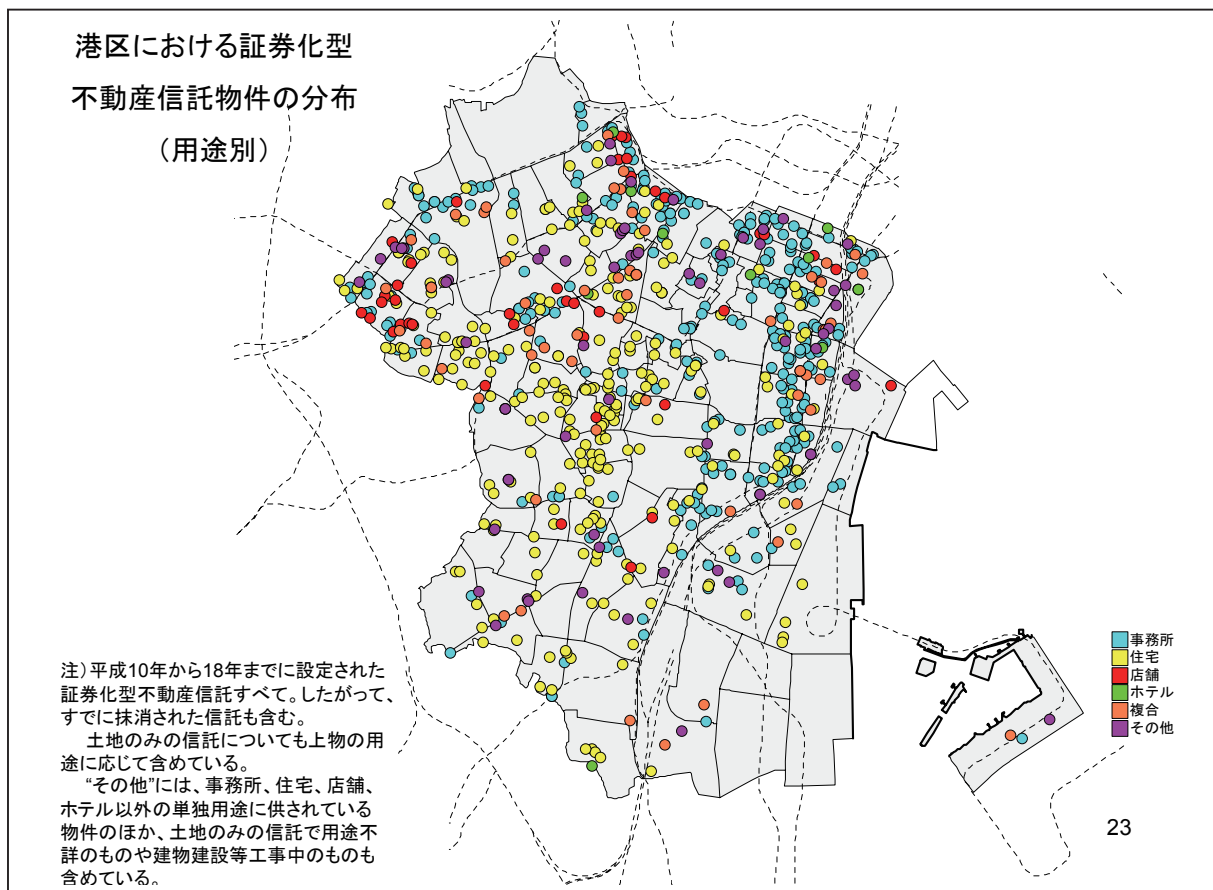 港区における証券化型
不動産信託物件の分布
（用途別）
事務所
住宅
店舗
ホテル
複合
その他
注）平成10年から18年までに設定された
証券化型不動産信託すべて。したがって、
すでに抹消された信託も含む。
土地のみの信託についても上物の用
途に応じて含めている。
“その他”には、事務所、住宅、店舗、
ホテル以外の単独用途に供されている
物件のほか、土地のみの信託で用途不
詳のものや建物建設等工事中のものも
含めている。
23